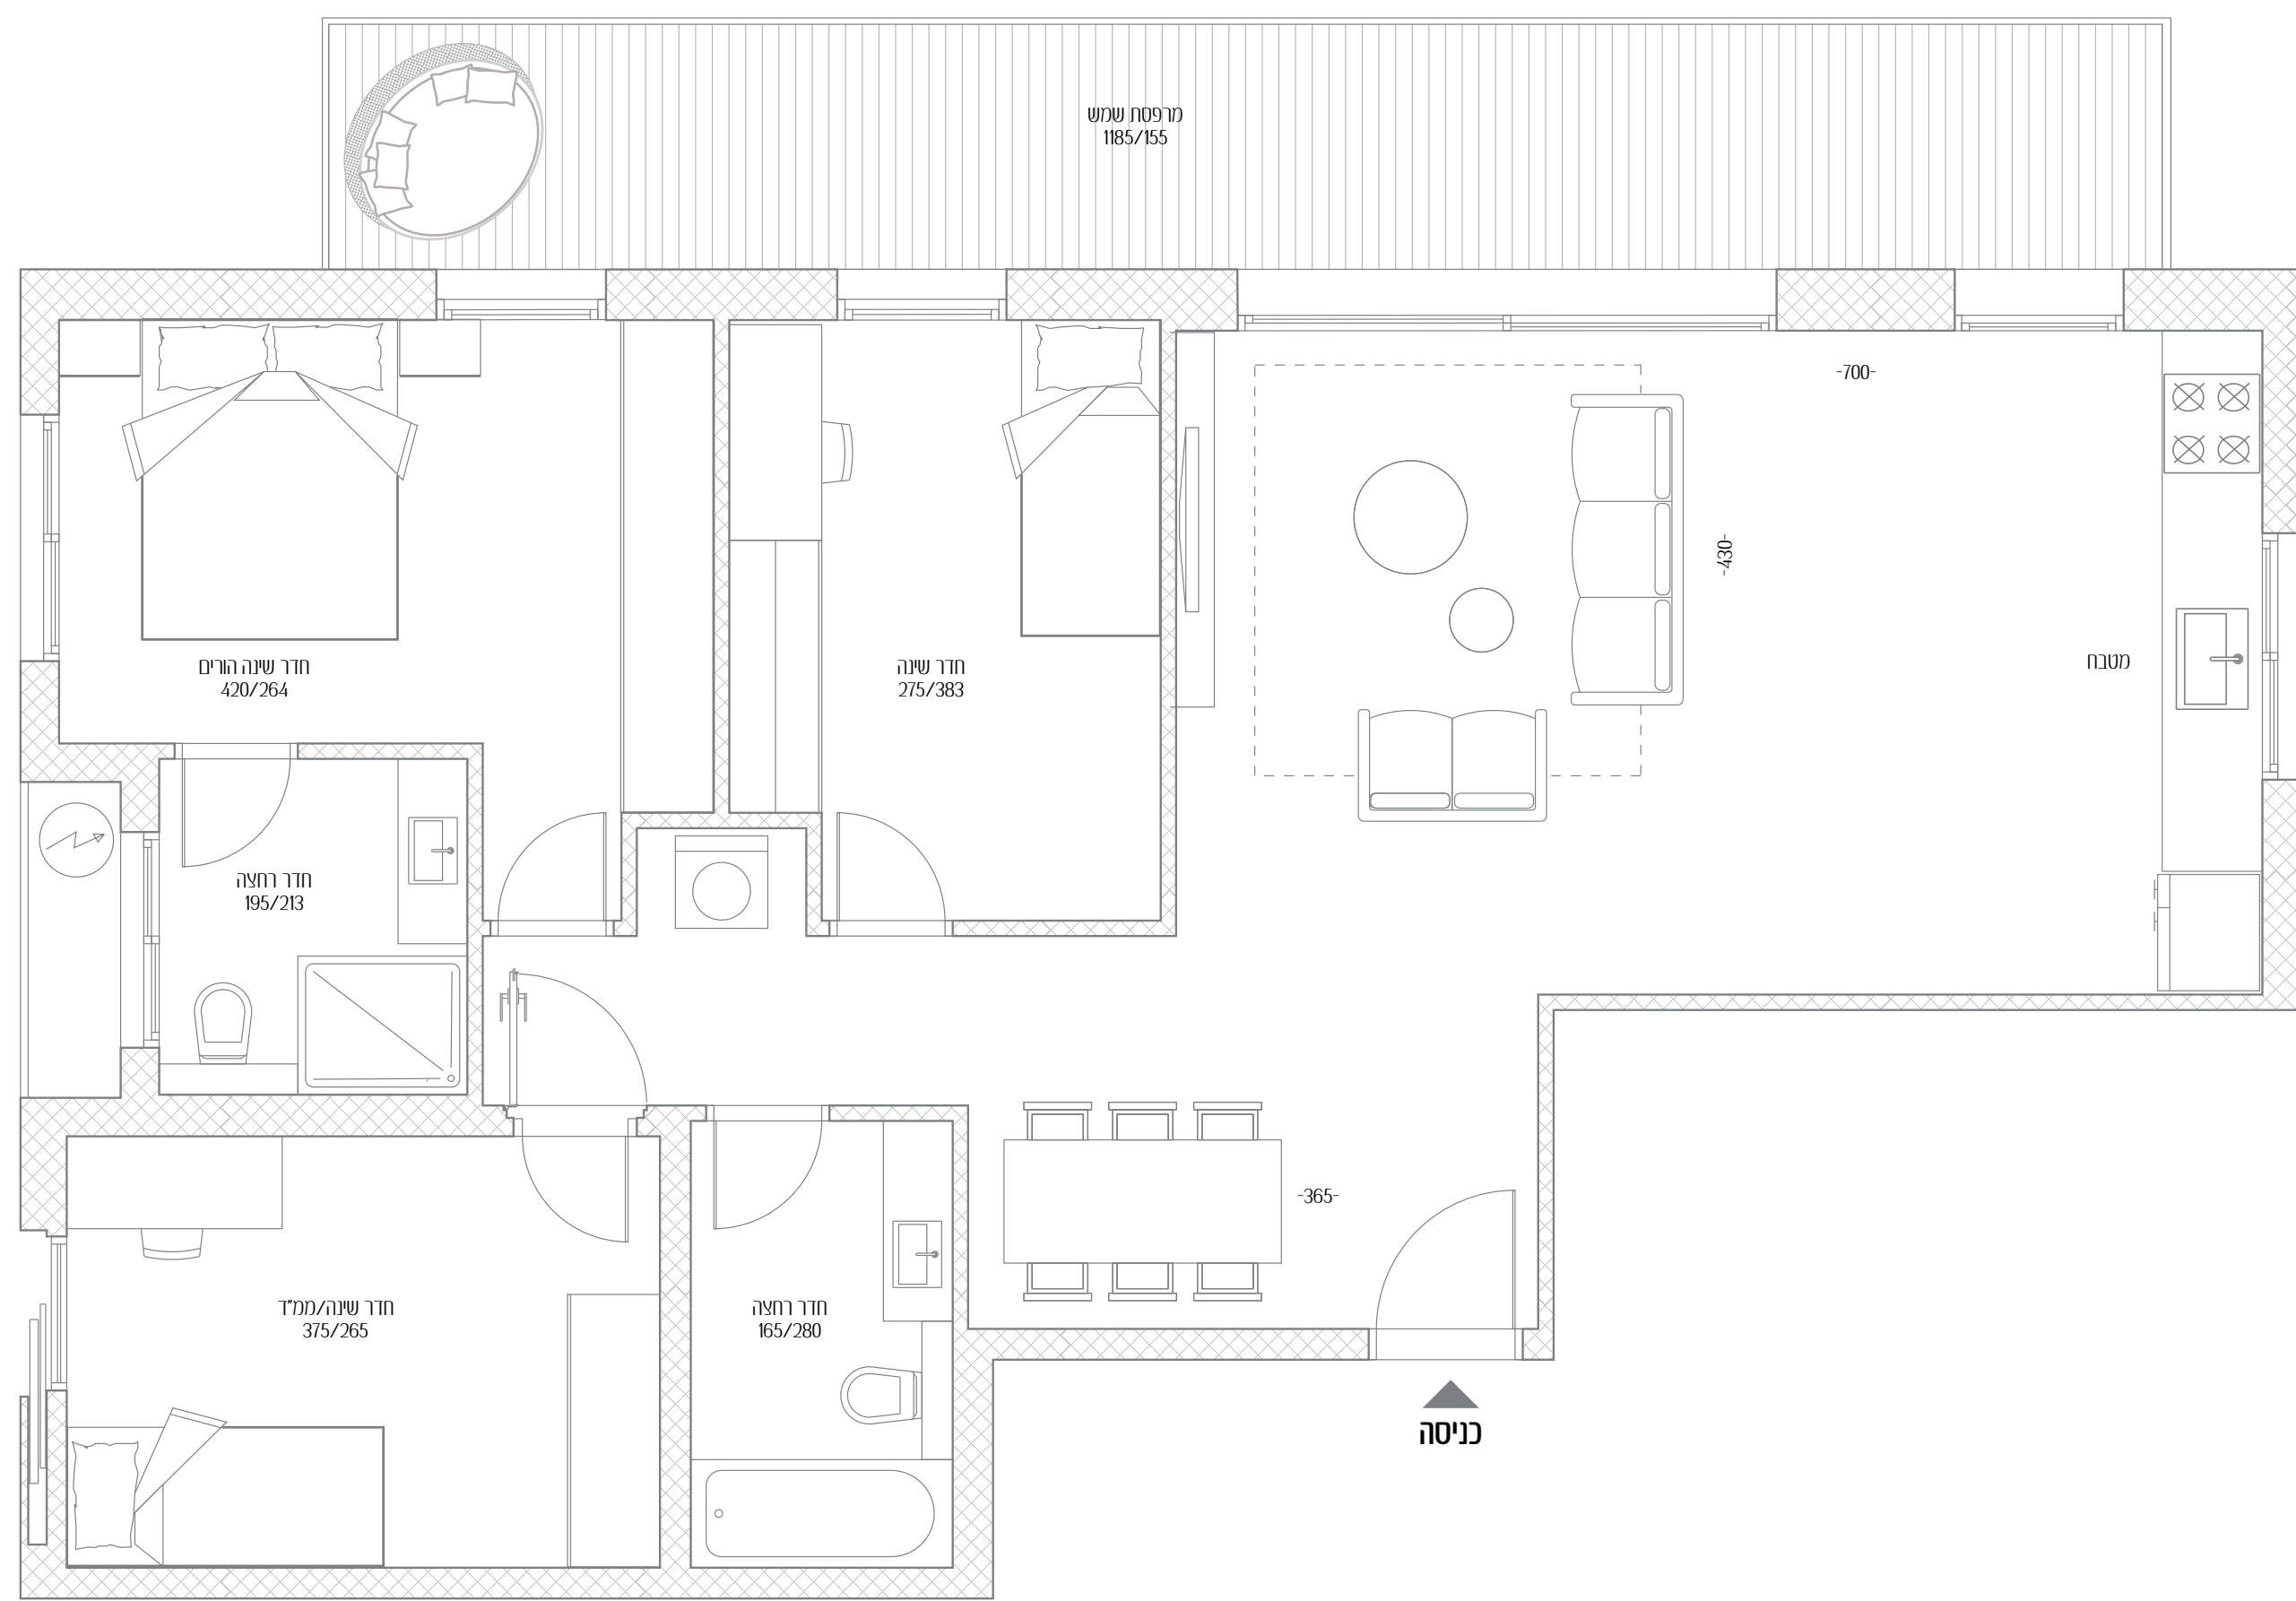 מרפסת שמש
1185/155
-700-
-430-
חדר שינה הורים
420/264
חדר שינה
275/383
מטבח
חדר רחצה
195/213
-365-
חדר שינה/ממ"ד
375/265
חדר רחצה
165/280
כניסה